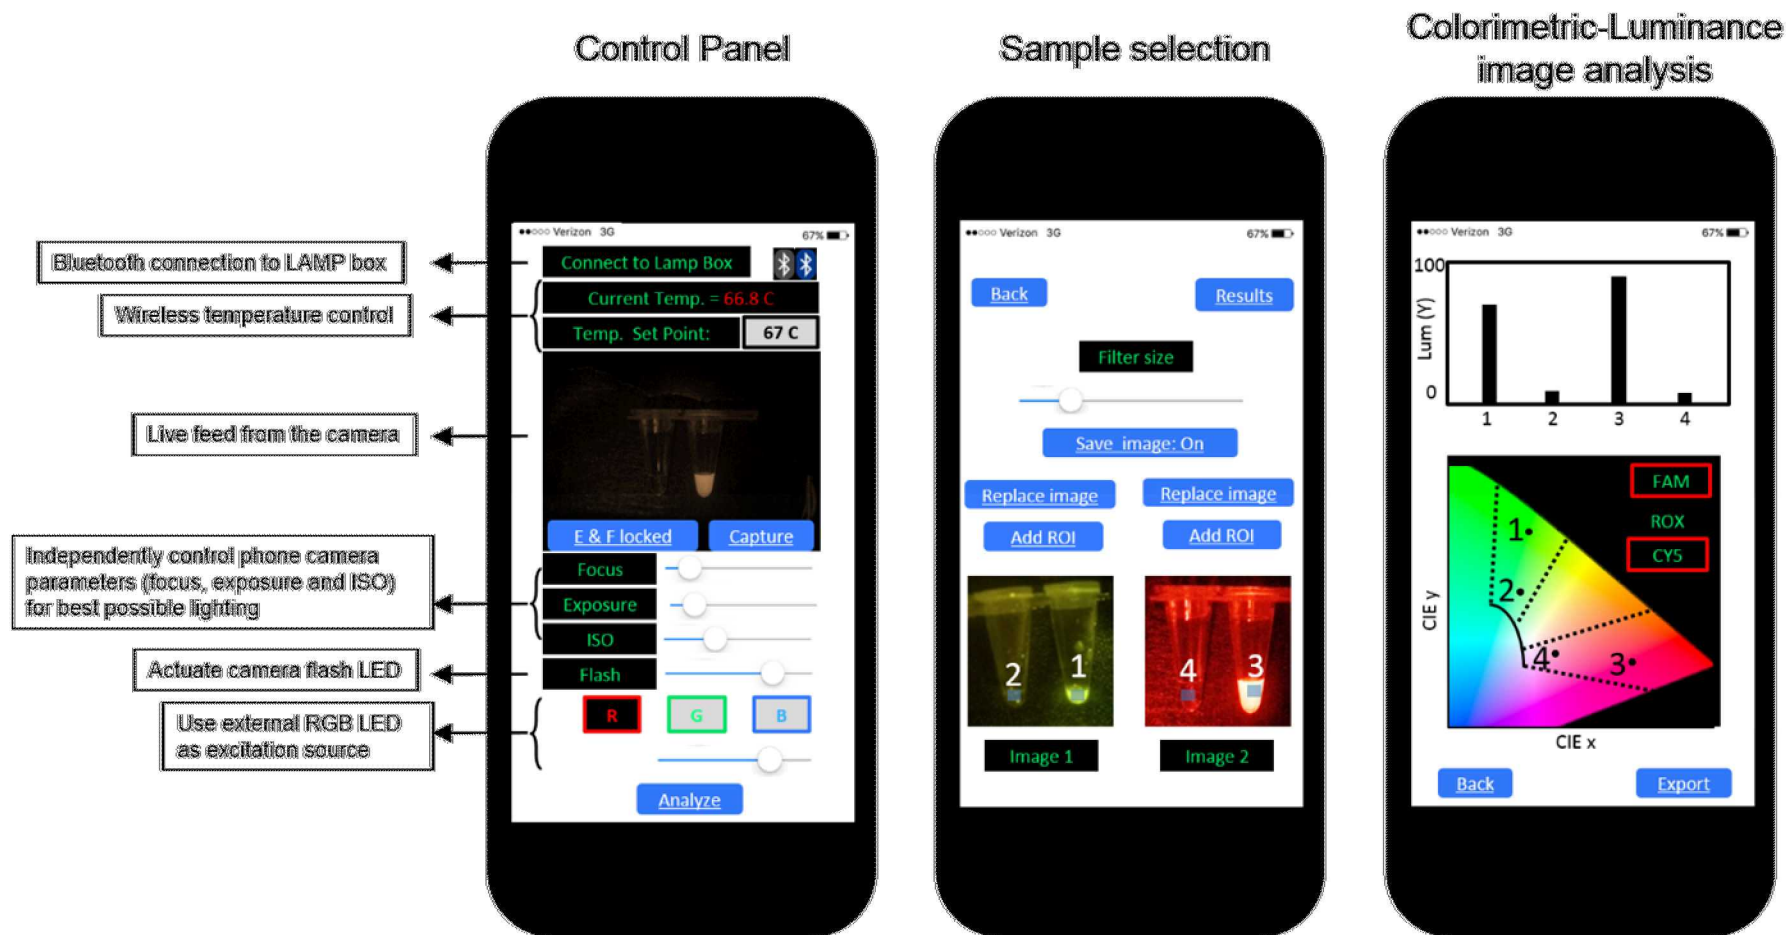 Control Panel
Sample selection
Colorimetric-Luminance
image analysis
Bluetooth connection to LAMP box
Wireless temperature control
Live feed from the camera
Independently control phone camera
parameters (focus, exposure and ISO)
for best possible lighting
Actuate camera flash LED
Use external RGB LED
as excitation source
Verizon 3G
67%
Connect to Lamp Box
Current Temp. = 66.8 C
Temp. Set Point:
67 C
E & F locked
Capture
Focus
Exposure
ISO
Flash
R
G
B
Analyze
Verizon 3G
67%
Back
Results
Filter size
Save image: On
Replace image
Replace image
Add ROI
Add ROI
2
1
4
3
Image 1
Image 2
Verizon 3G
67%
100
Lum (Y)
0
1
2
3
4
FAM
ROX
CY5
1
2
4
3
CIE y
CIE x
Back
Export